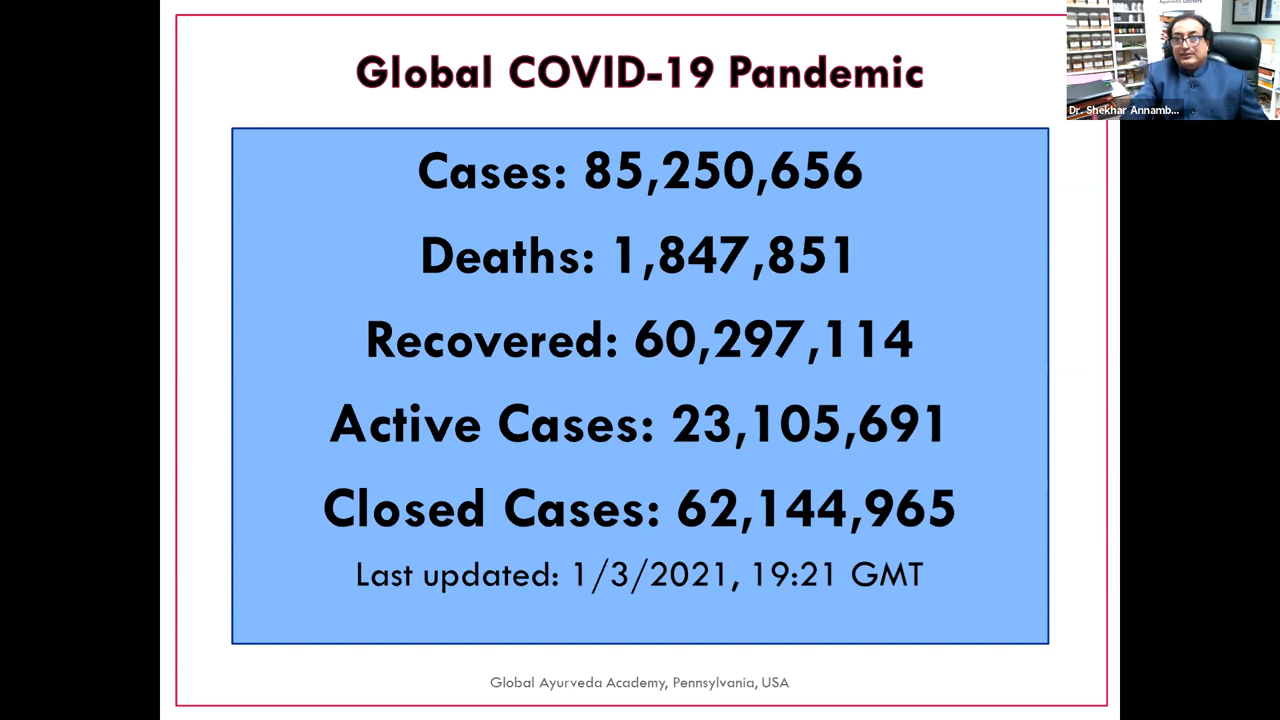 Global COVID-19 Pandemic
Cases: 85,250,656
Deaths: 1,847,851
Recovered: 60,297,114
Active Cases: 23,105,691
Closed Cases: 62,144,965
Last updated: 1/3/2021, 19:21 GMT
Global Ayurveda Academy, Pennsylvania, USA
Ayurvedic Doctors
Dr. Shekhar Annamb...